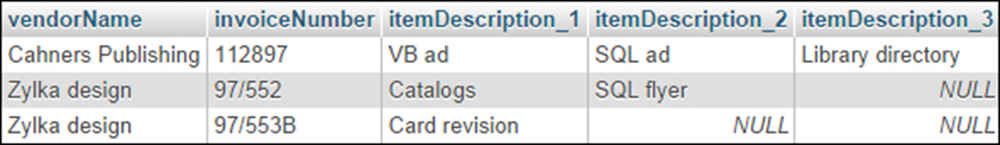 vendorName invoiceNumber itemDescription_1 itemDescription_2 itemDescription_3
Cahners Publishing 112897 VB ad SQL ad Library directory
Zylka design 97/552 Catalogs SQL flyer NULL
Zylka design 97/553B Card revision NULL NULL